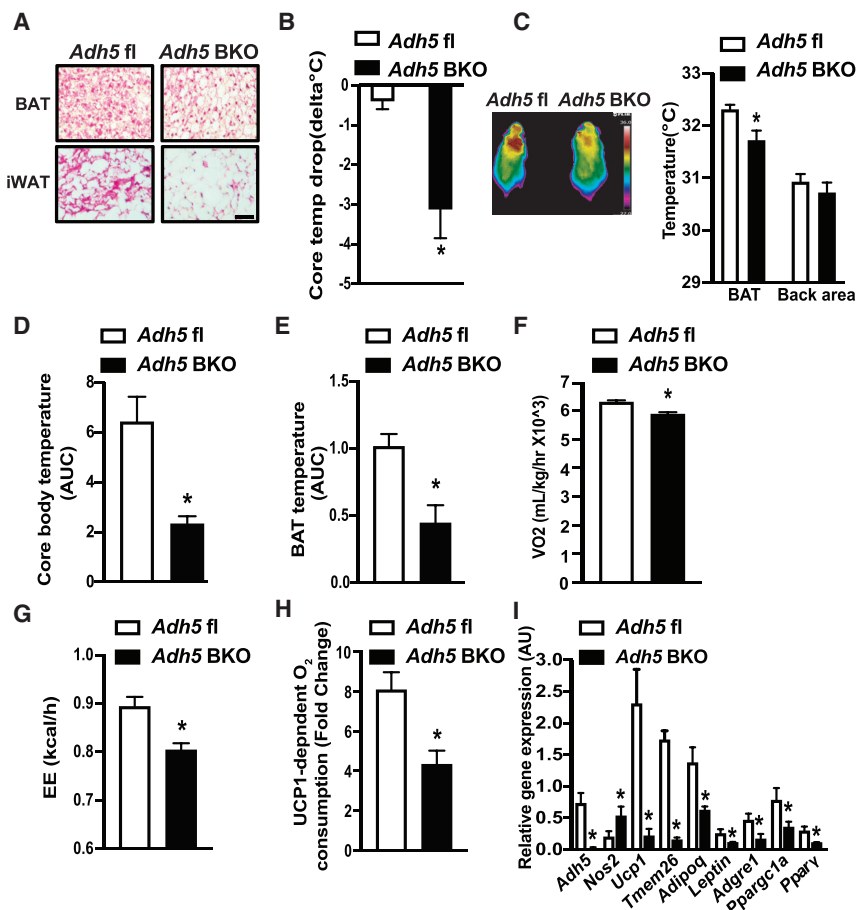 A
Adh5 fl
Adh5 BKO
BAT
iWAT
B
Adh5 fl
Adh5 BKO
Core temp drop(delta°C)
0
-1
-2
-3
-4
-5
*
C
Adh5 fl
Adh5 BKO
Adh5 fl
Adh5 BKO
Temperature(°C)
33
32
31
30
29
*
BAT
Back area
D
Adh5 fl
Adh5 BKO
Core body temperature
(AUC)
8
6
4
2
0
*
E
Adh5 fl
Adh5 BKO
BAT temperature
(AUC)
1.5
1.0
0.5
0.0
*
F
Adh5 fl
Adh5 BKO
VO2 (mL/kg/hr X10^3)
7
6
5
4
3
2
1
0
*
G
Adh5 fl
Adh5 BKO
EE (kcal/h)
1.0
0.9
0.8
0.7
0.6
*
H
Adh5 fl
Adh5 BKO
UCP1-depndent O2
consumption (Fold Change)
10
8
6
4
2
0
*
I
Adh5 fl
Adh5 BKO
Relative gene expression (AU)
3.0
2.5
2.0
1.5
1.0
0.5
0.0
* * * * * * * * *
Adh5
Nos2
Ucp1
Tmem26
Adipoq
Leptin
Adgre1
Ppargc1a
Pparγ